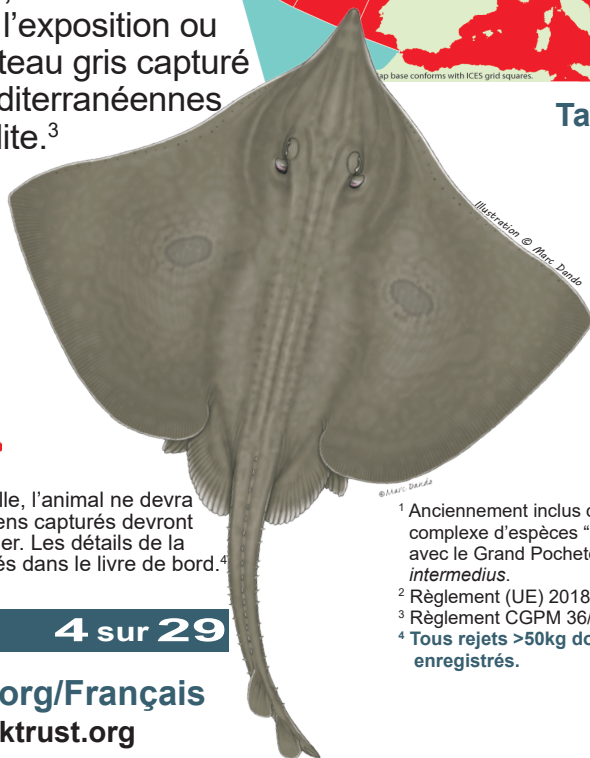 l'exposition ou
teau gris capturé
diterranéennes
lite.³
ap base conforms with ICES grid squares.
Ta
Illustration © Marc Dando
©Marc Dando
lle, l'animal ne devra
ens capturés devront
er. Les détails de la
és dans le livre de bord.⁴
4 sur 29
org/Français
ktrust.org
¹ Anciennement inclus d
complexe d'espèces “
avec le Grand Pochete
intermedius.
² Règlement (UE) 2018
³ Règlement CGPM 36/
⁴ Tous rejets >50kg do
enregistrés.